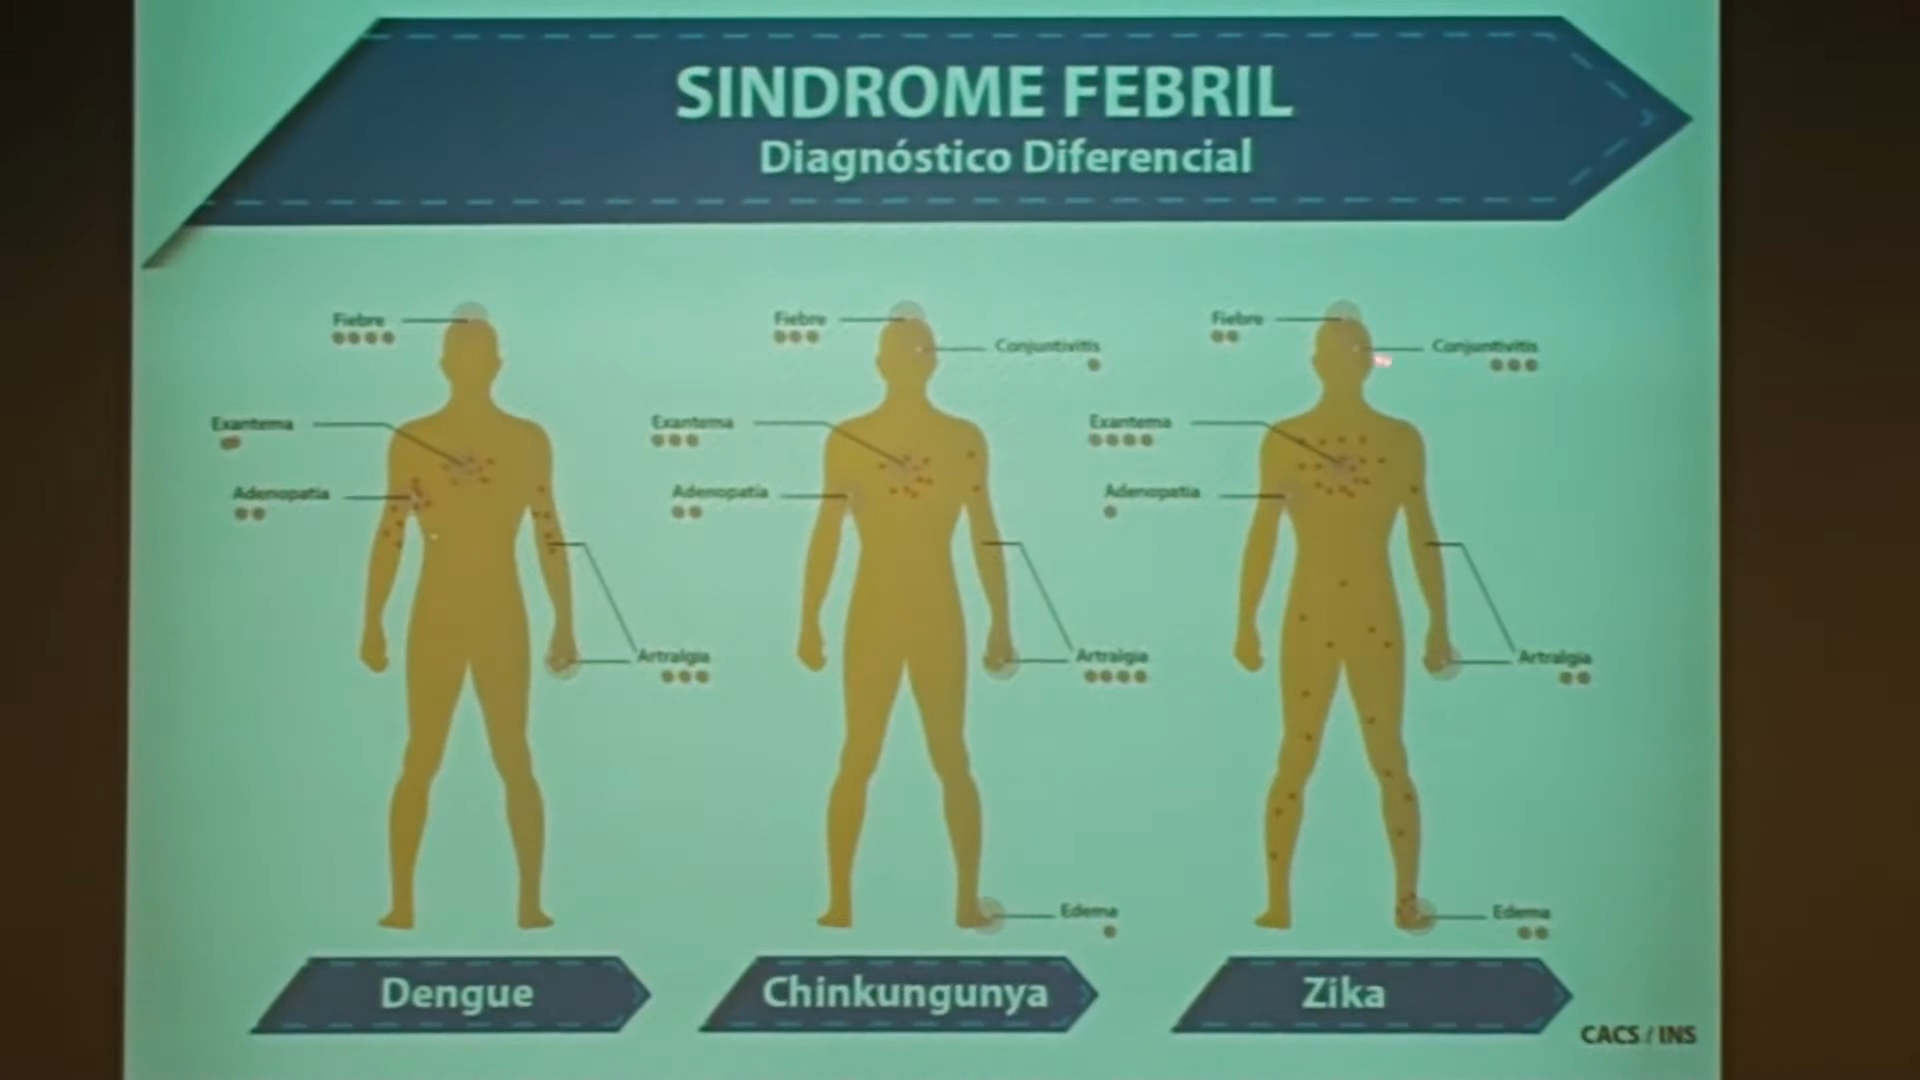 SINDROME FEBRIL
Diagnóstico Diferencial
Fiebre
Exantema
Adenopatia
Artralgia
Dengue
Fiebre
Conjuntivitis
Exantema
Adenopatia
Artralgia
Edema
Chinkungunya
Fiebre
Conjuntivitis
Exantema
Adenopatia
Artralgia
Edema
Zika
CACS / INS